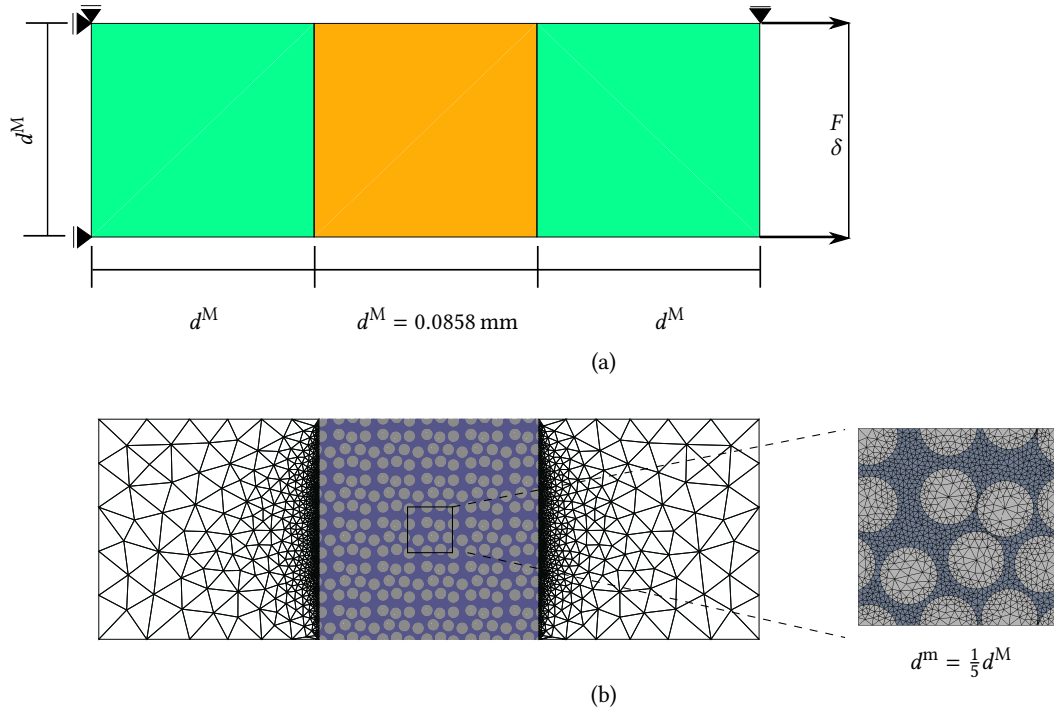 d^M
F
δ
d^M
d^M = 0.0858 mm
d^M
(a)
d^m = 1/5 d^M
(b)